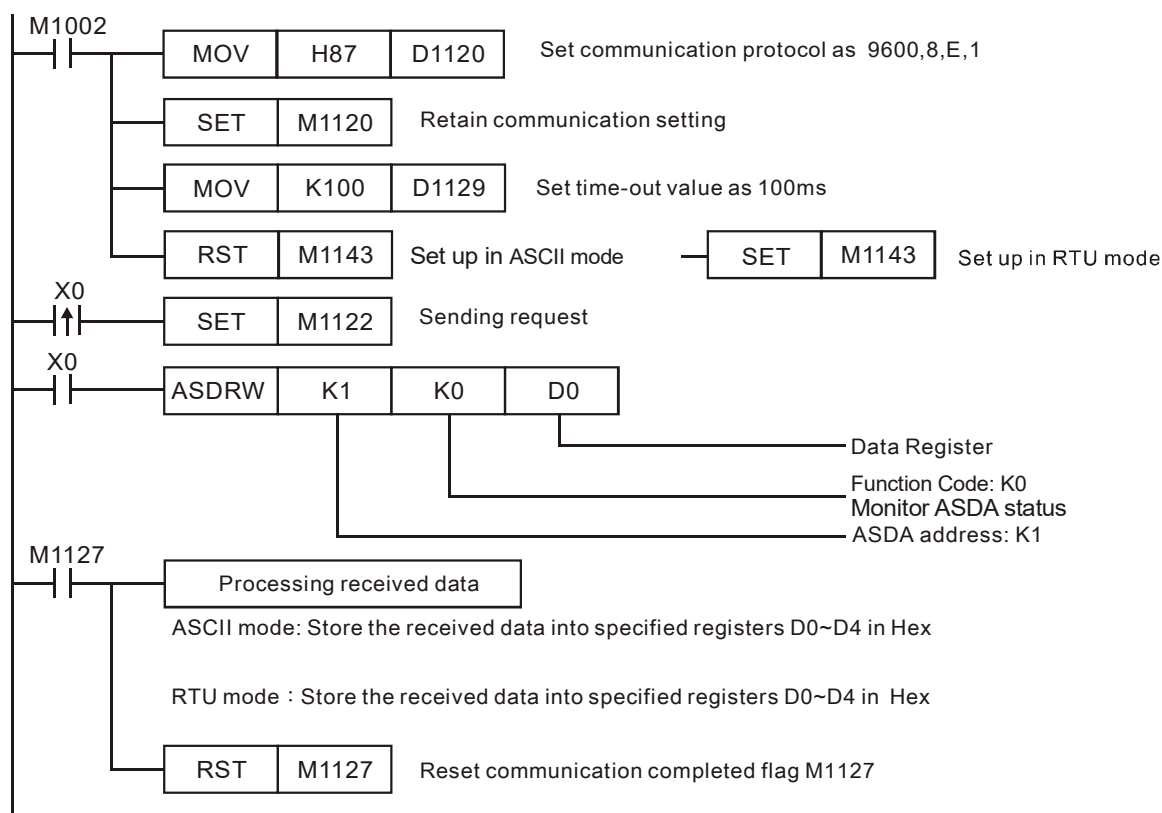 M1002
MOV H87 D1120 Set communication protocol as 9600,8,E,1
SET M1120 Retain communication setting
MOV K100 D1129 Set time-out value as 100ms
RST M1143 Set up in ASCII mode SET M1143 Set up in RTU mode
X0
SET M1122 Sending request
X0
ASDRW K1 K0 D0
Data Register
Function Code: K0
Monitor ASDA status
ASDA address: K1
M1127
Processing received data
ASCII mode: Store the received data into specified registers D0~D4 in Hex
RTU mode：Store the received data into specified registers D0~D4 in Hex
RST M1127 Reset communication completed flag M1127